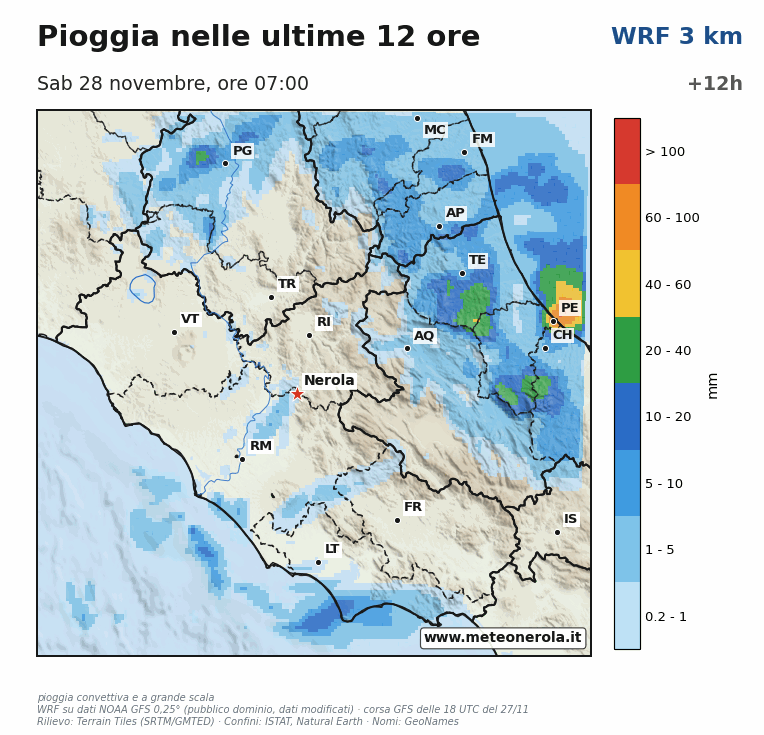 Pioggia nelle ultime 12 ore
WRF 3 km
Sab 28 novembre, ore 07:00
+12h
MC
FM
PG
AP
TE
TR
PE
VT
RI
AQ
CH
Nerola
RM
FR
IS
LT
www.meteonerola.it
> 100
60 - 100
40 - 60
20 - 40
10 - 20
5 - 10
1 - 5
0.2 - 1
mm
pioggia convettiva e a grande scala
WRF su dati NOAA GFS 0,25° (pubblico dominio, dati modificati) · corsa GFS delle 18 UTC del 27/11
Rilievo: Terrain Tiles (SRTM/GMTED) · Confini: ISTAT, Natural Earth · Nomi: GeoNames